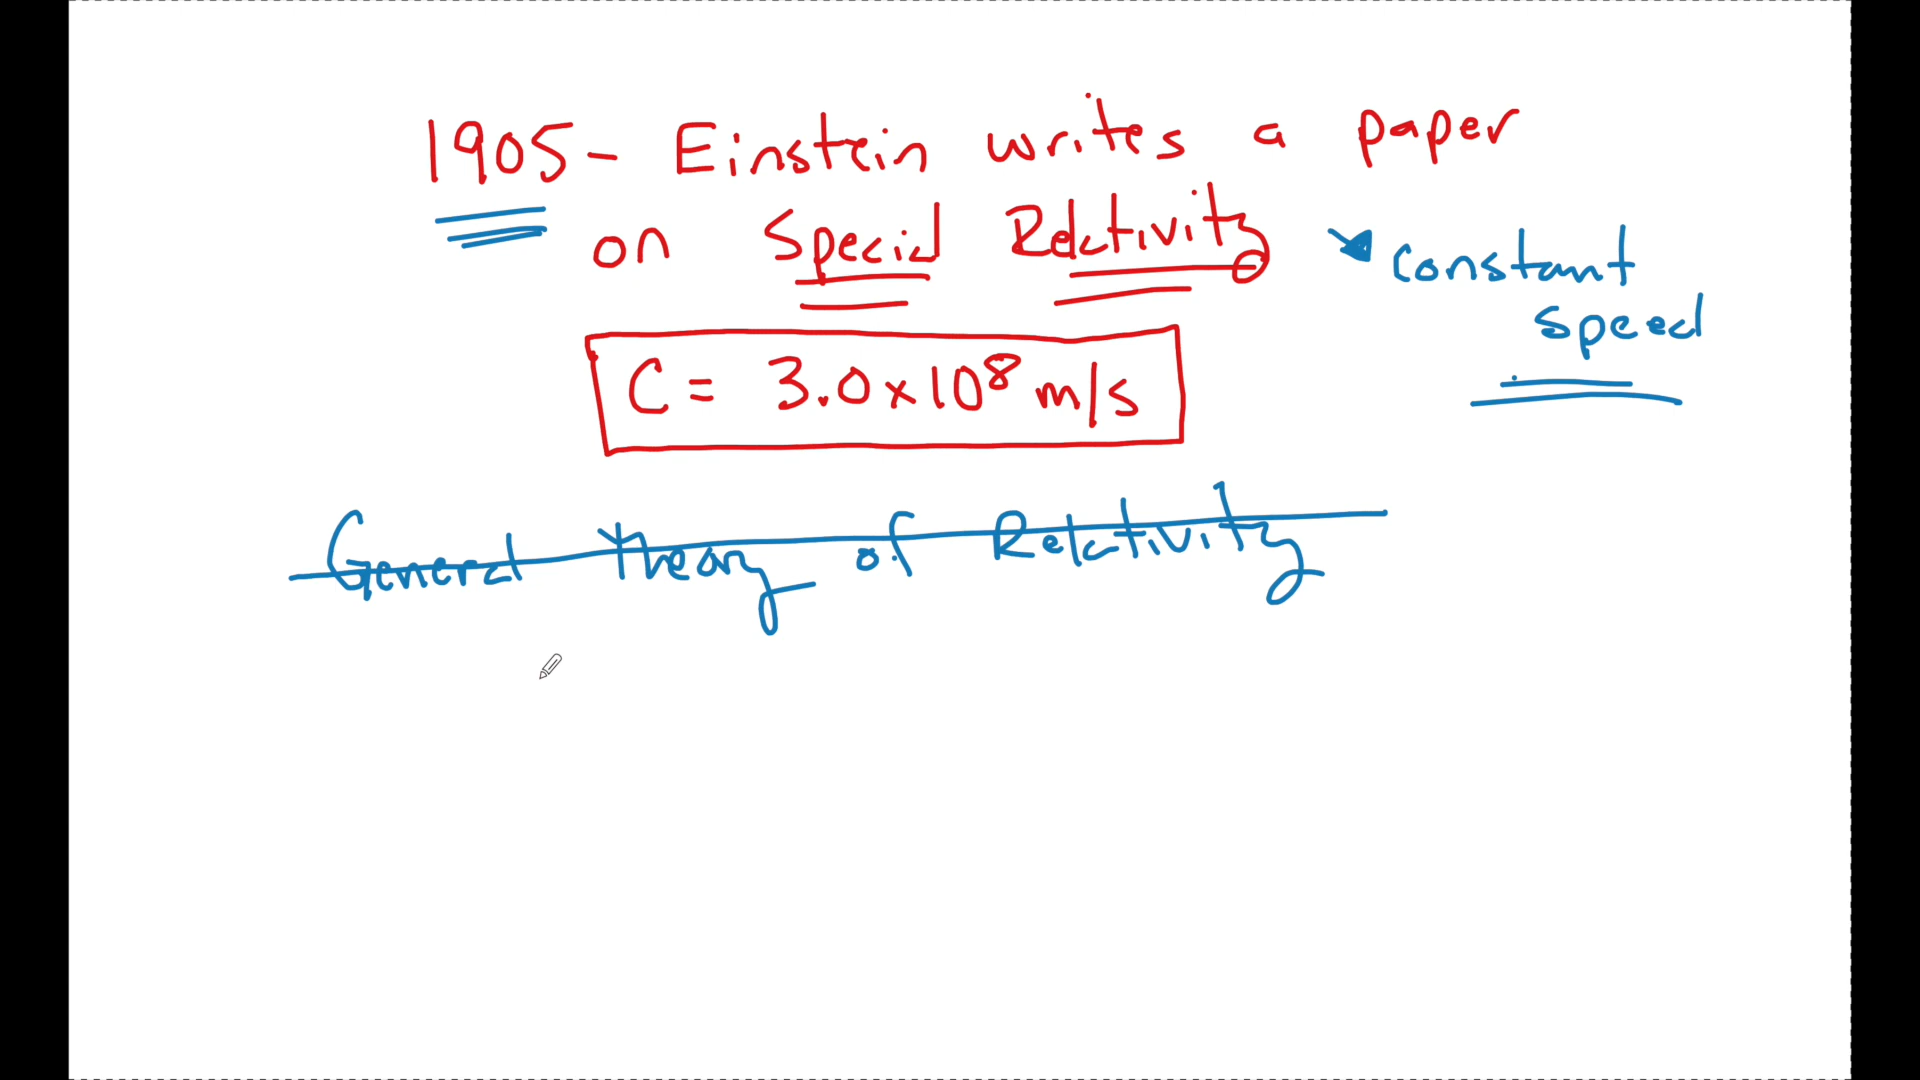 1905 - Einstein writes a paper
on Special Relativity
Constant
Speed
C = 3.0x10⁸ m/s
General Theory of Relativity